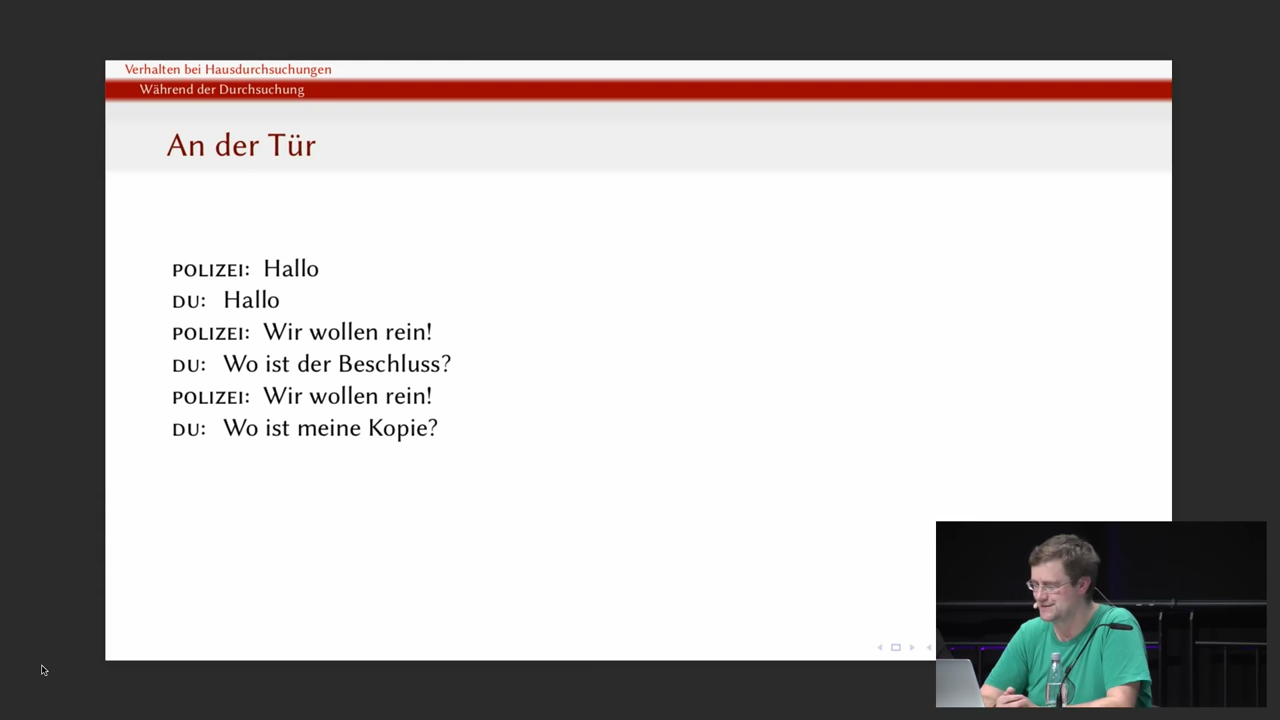 Verhalten bei Hausdurchsuchungen
Während der Durchsuchung
An der Tür
POLIZEI: Hallo
DU: Hallo
POLIZEI: Wir wollen rein!
DU: Wo ist der Beschluss?
POLIZEI: Wir wollen rein!
DU: Wo ist meine Kopie?